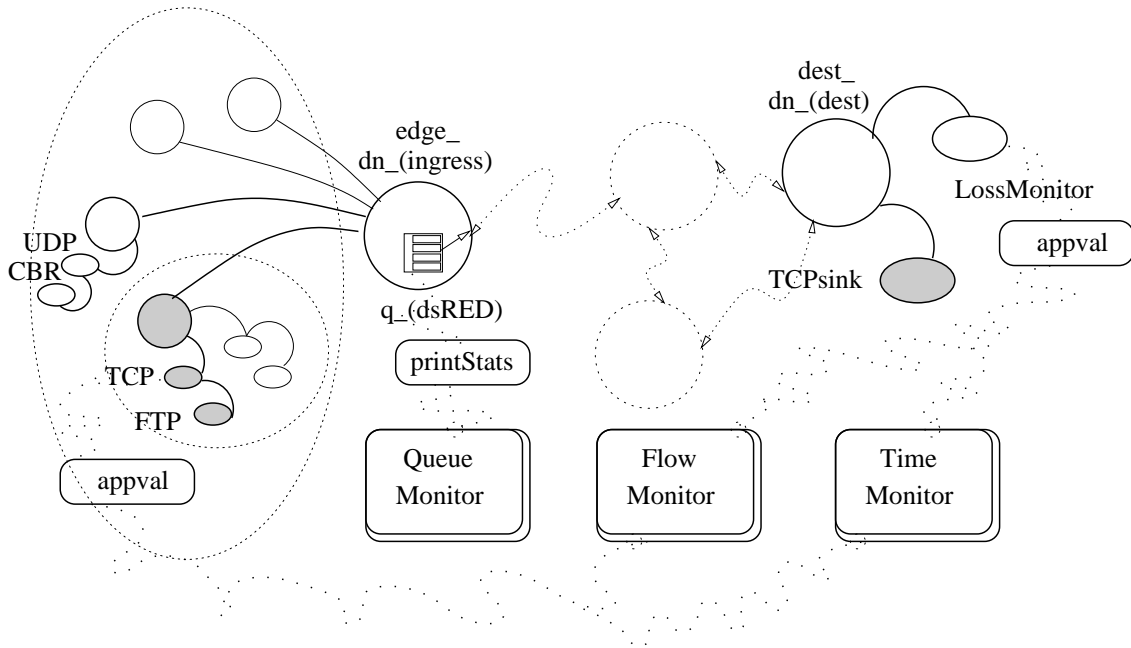 dest_
dn_(dest)
edge_
dn_(ingress)
LossMonitor
UDP
appval
CBR
TCPsink
q_(dsRED)
printStats
TCP
FTP
Queue
Monitor
Flow
Monitor
Time
Monitor
appval